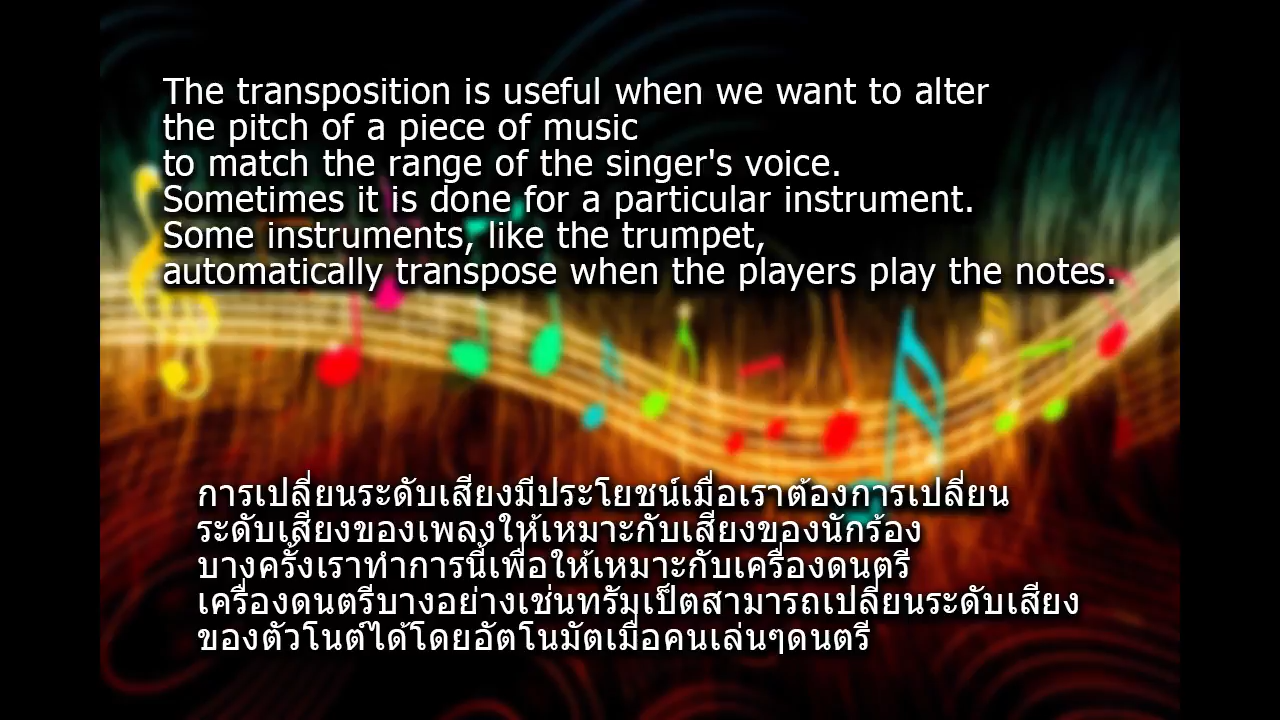 The transposition is useful when we want to alter
the pitch of a piece of music
to match the range of the singer's voice.
Sometimes it is done for a particular instrument.
Some instruments, like the trumpet,
automatically transpose when the players play the notes.
การเปลี่ยนระดับเสียงมีประโยชน์เมื่อเราต้องการเปลี่ยน
ระดับเสียงของเพลงให้เหมาะกับเสียงของนักร้อง
บางครั้งเราทำการนี้เพื่อให้เหมาะกับเครื่องดนตรี
เครื่องดนตรีบางอย่างเช่นทรัมเป็ตสามารถเปลี่ยนระดับเสียง
ของตัวโนต์ได้โดยอัตโนมัตเมื่อคนเล่นๆดนตรี